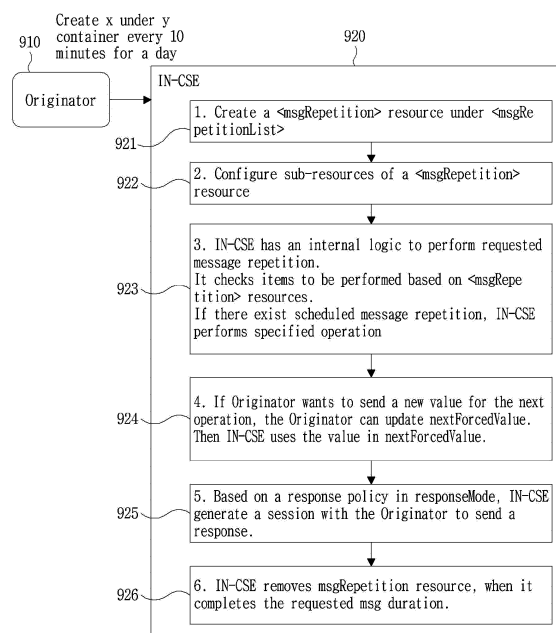 Create x under y
container every 10
minutes for a day
910
920
Originator
IN-CSE
1. Create a <msgRepetition> resource under <msgRe
petitionList>
921
2. Configure sub-resources of a <msgRepetition>
resource
922
3. IN-CSE has an internal logic to perform requested
message repetition.
It checks items to be performed based on <msgRepe
tition> resources.
If there exist scheduled message repetition, IN-CSE
performs specified operation
923
4. If Originator wants to send a new value for the next
operation, the Originator can update nextForcedValue.
Then IN-CSE uses the value in nextForcedValue.
924
5. Based on a response policy in responseMode, IN-CSE
generate a session with the Originator to send a
response.
925
6. IN-CSE removes msgRepetition resource, when it
completes the requested msg duration.
926